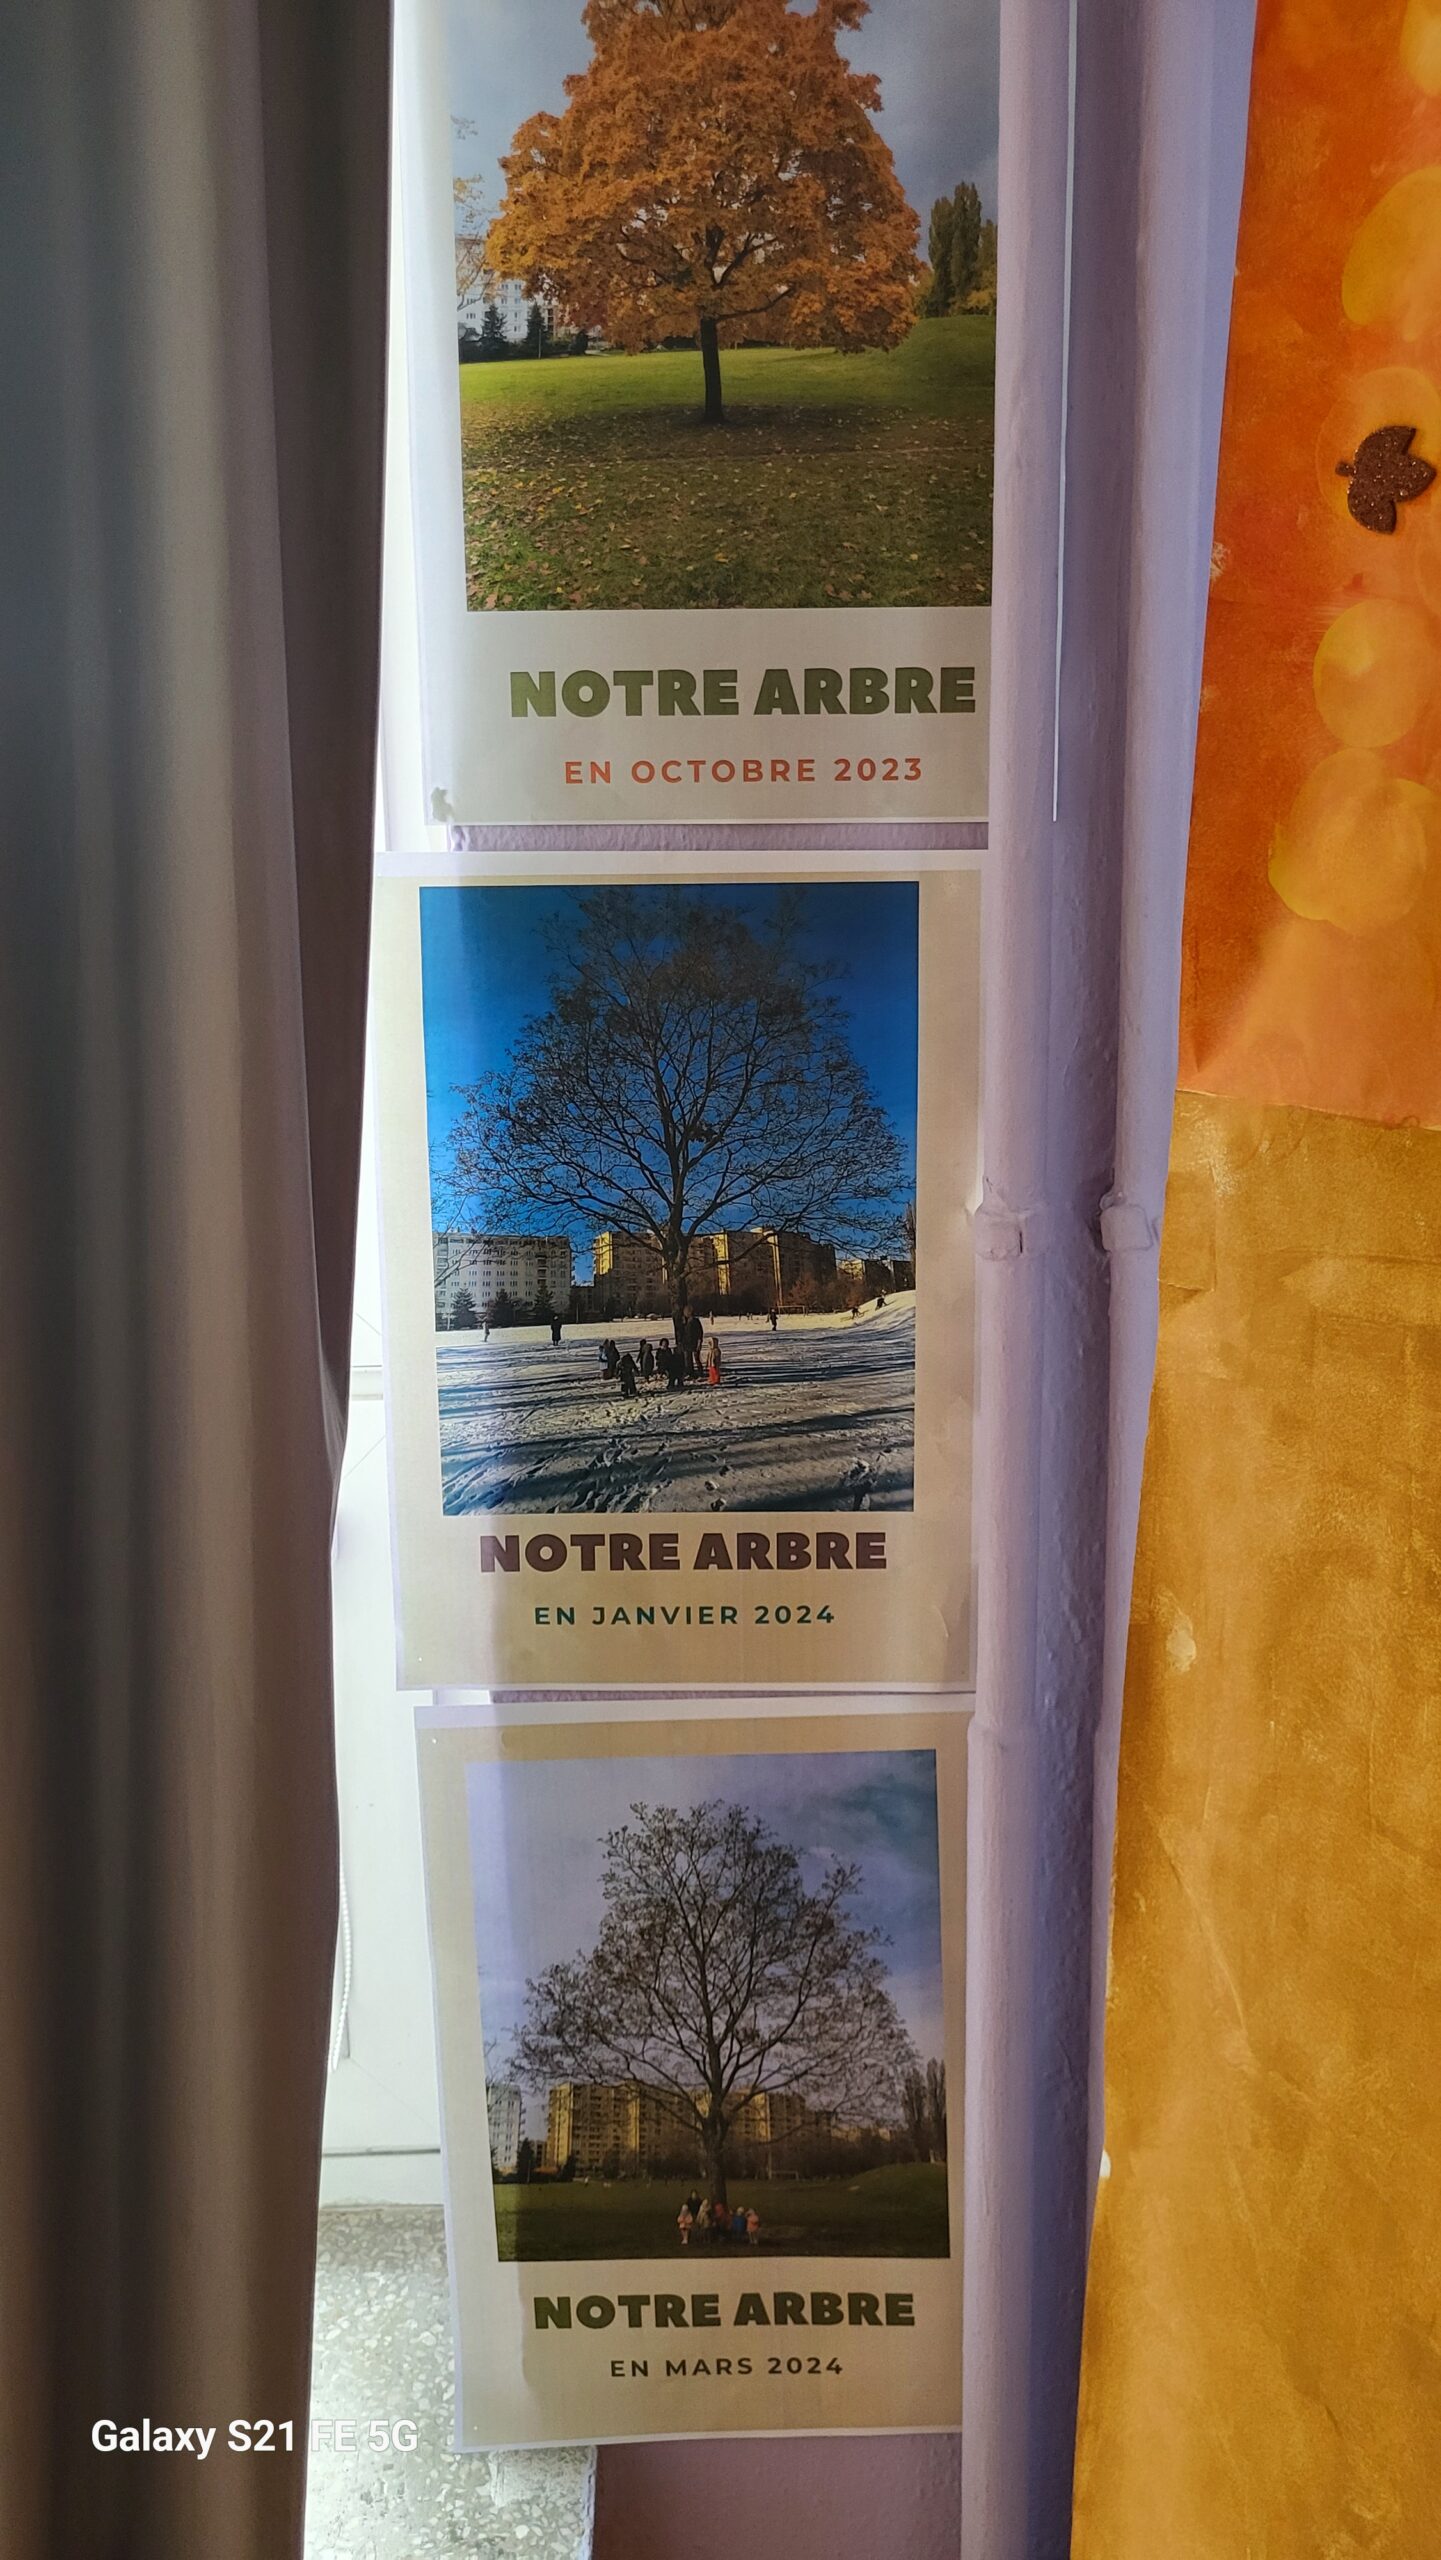 NOTRE ARBRE
EN OCTOBRE 2023
NOTRE ARBRE
EN JANVIER 2024
NOTRE ARBRE
EN MARS 2024
Galaxy S21 FE 5G